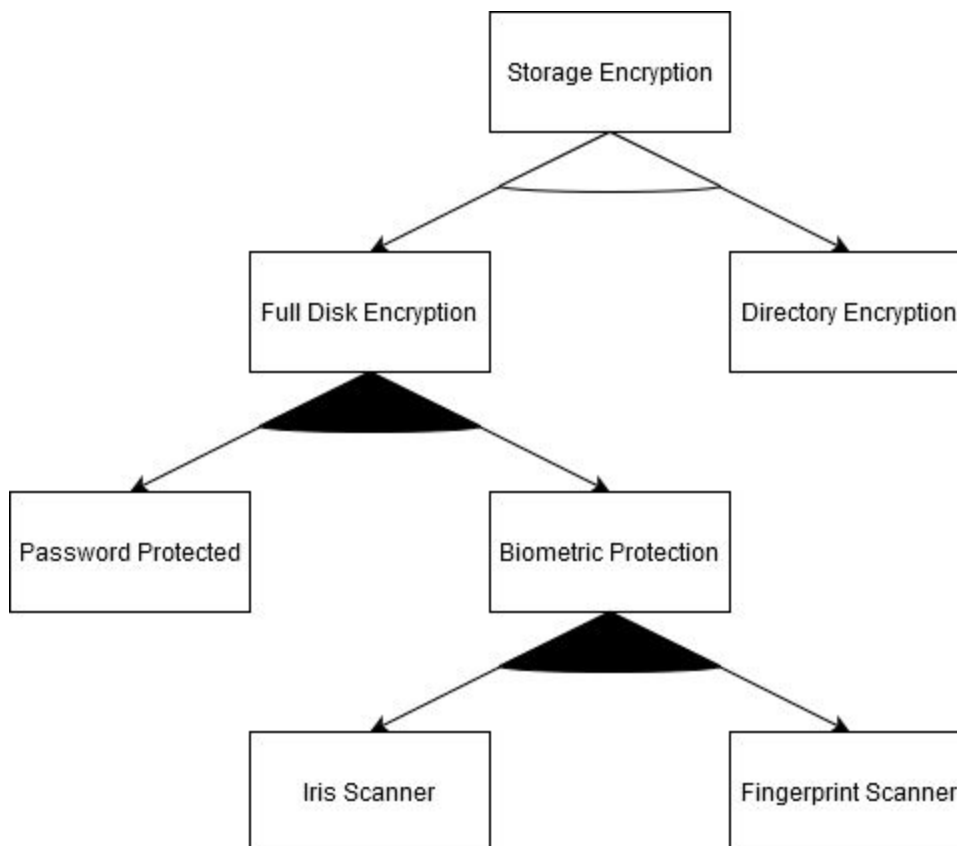 Storage Encryption
Full Disk Encryption
Directory Encryption
Password Protected
Biometric Protection
Iris Scanner
Fingerprint Scanner